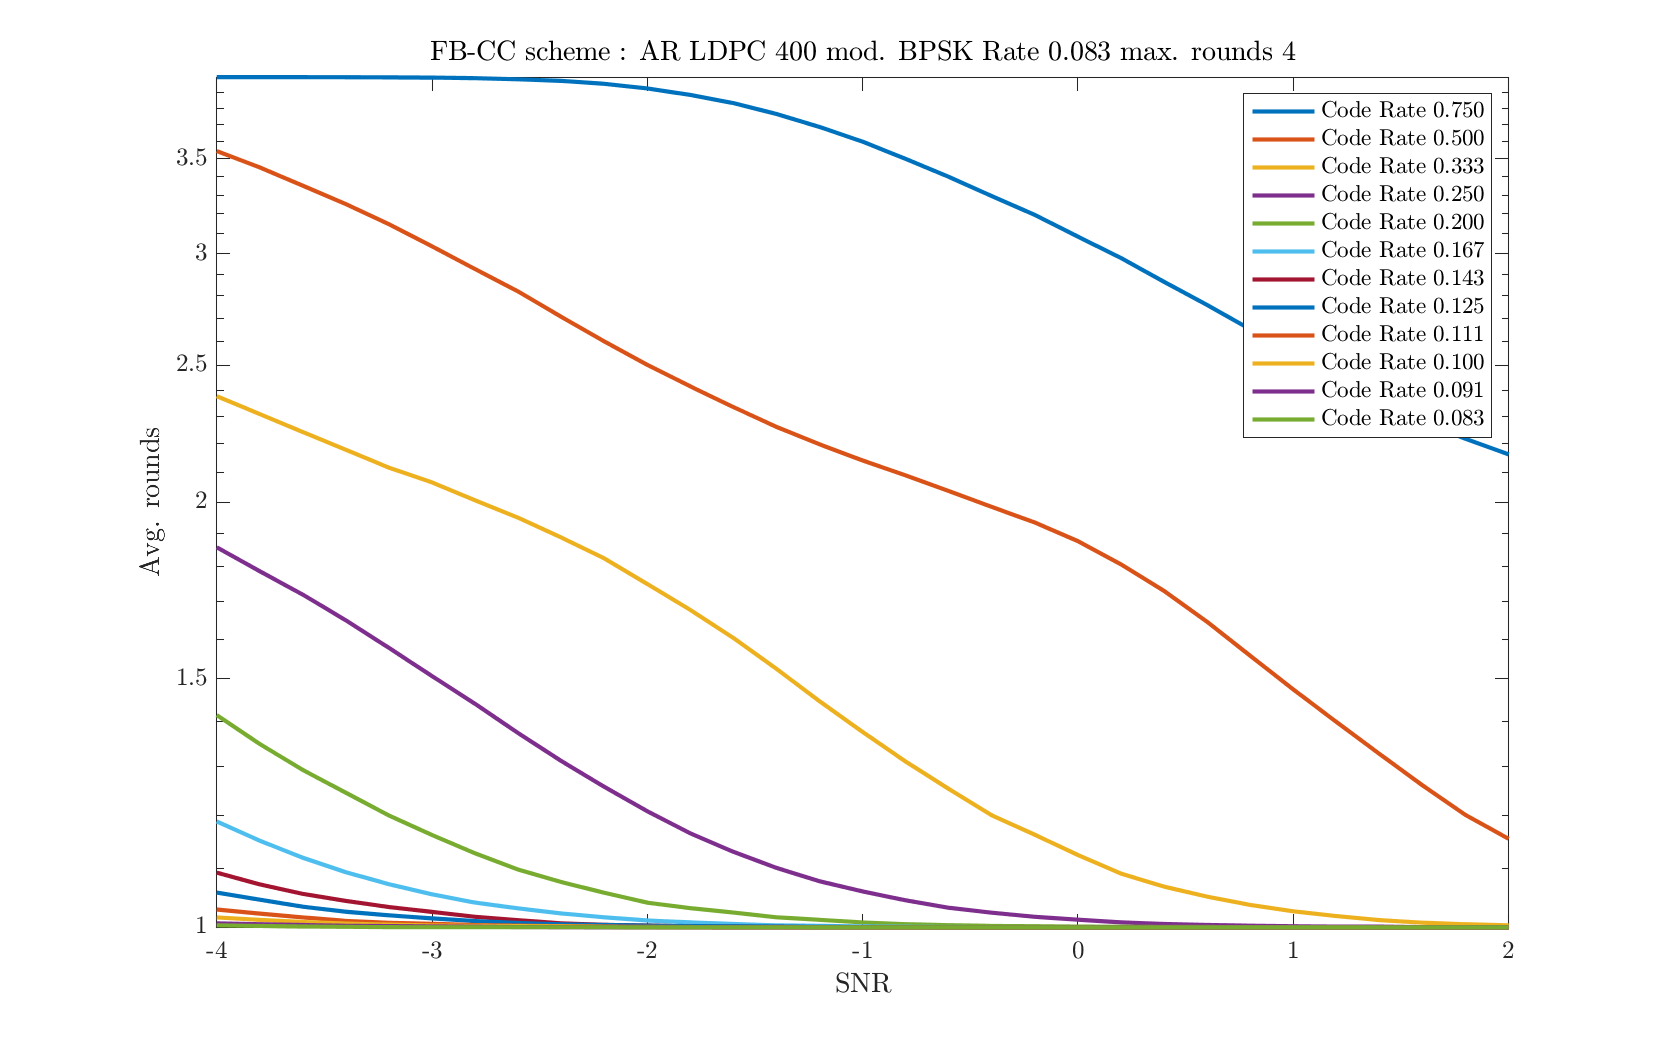 FB-CC scheme : AR LDPC 400 mod. BPSK Rate 0.083 max. rounds 4
Code Rate 0.750
Code Rate 0.500
Code Rate 0.333
Code Rate 0.250
Code Rate 0.200
Code Rate 0.167
Code Rate 0.143
Code Rate 0.125
Code Rate 0.111
Code Rate 0.100
Code Rate 0.091
Code Rate 0.083
3.5
3
2.5
2
1.5
1
Avg. rounds
-4 -3 -2 -1 0 1 2
SNR